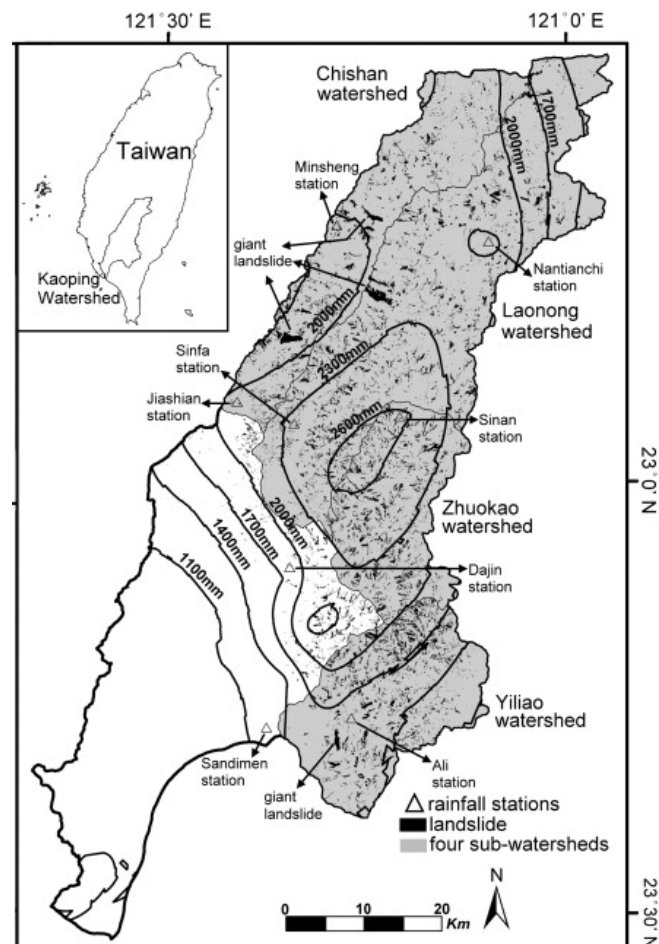 121° 30' E
121° 0' E
Taiwan
Kaoping
Watershed
Chishan
watershed
1700mm
2000mm
Minsheng
station
giant
landslide
Nantianchi
station
Laonong
watershed
2000mm
Sinfa
station
2300mm
Jiashian
station
2600mm
Sinan
station
23° 0' N
Zhuokao
watershed
2000mm
1700mm
1400mm
1100mm
Dajin
station
Yiliao
watershed
Sandimen
station
giant
landslide
Ali
station
rainfall stations
landslide
four sub-watersheds
N
0 5 10 20
Km
23° 30' N